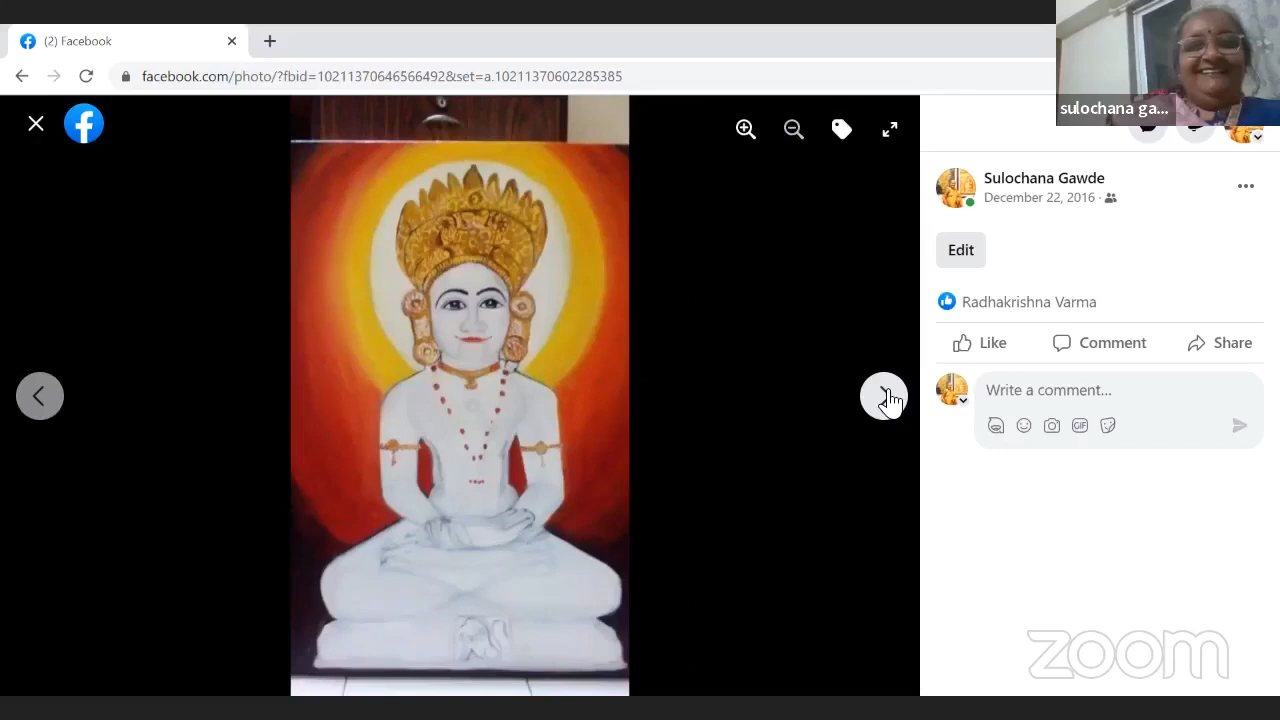 (2) Facebook
facebook.com/photo/?fbid=10211370646566492&set=a.10211370602285385
sulochana ga...
Sulochana Gawde
December 22, 2016 ·
Edit
Radhakrishna Varma
Like Comment Share
Write a comment...
GIF
zoom